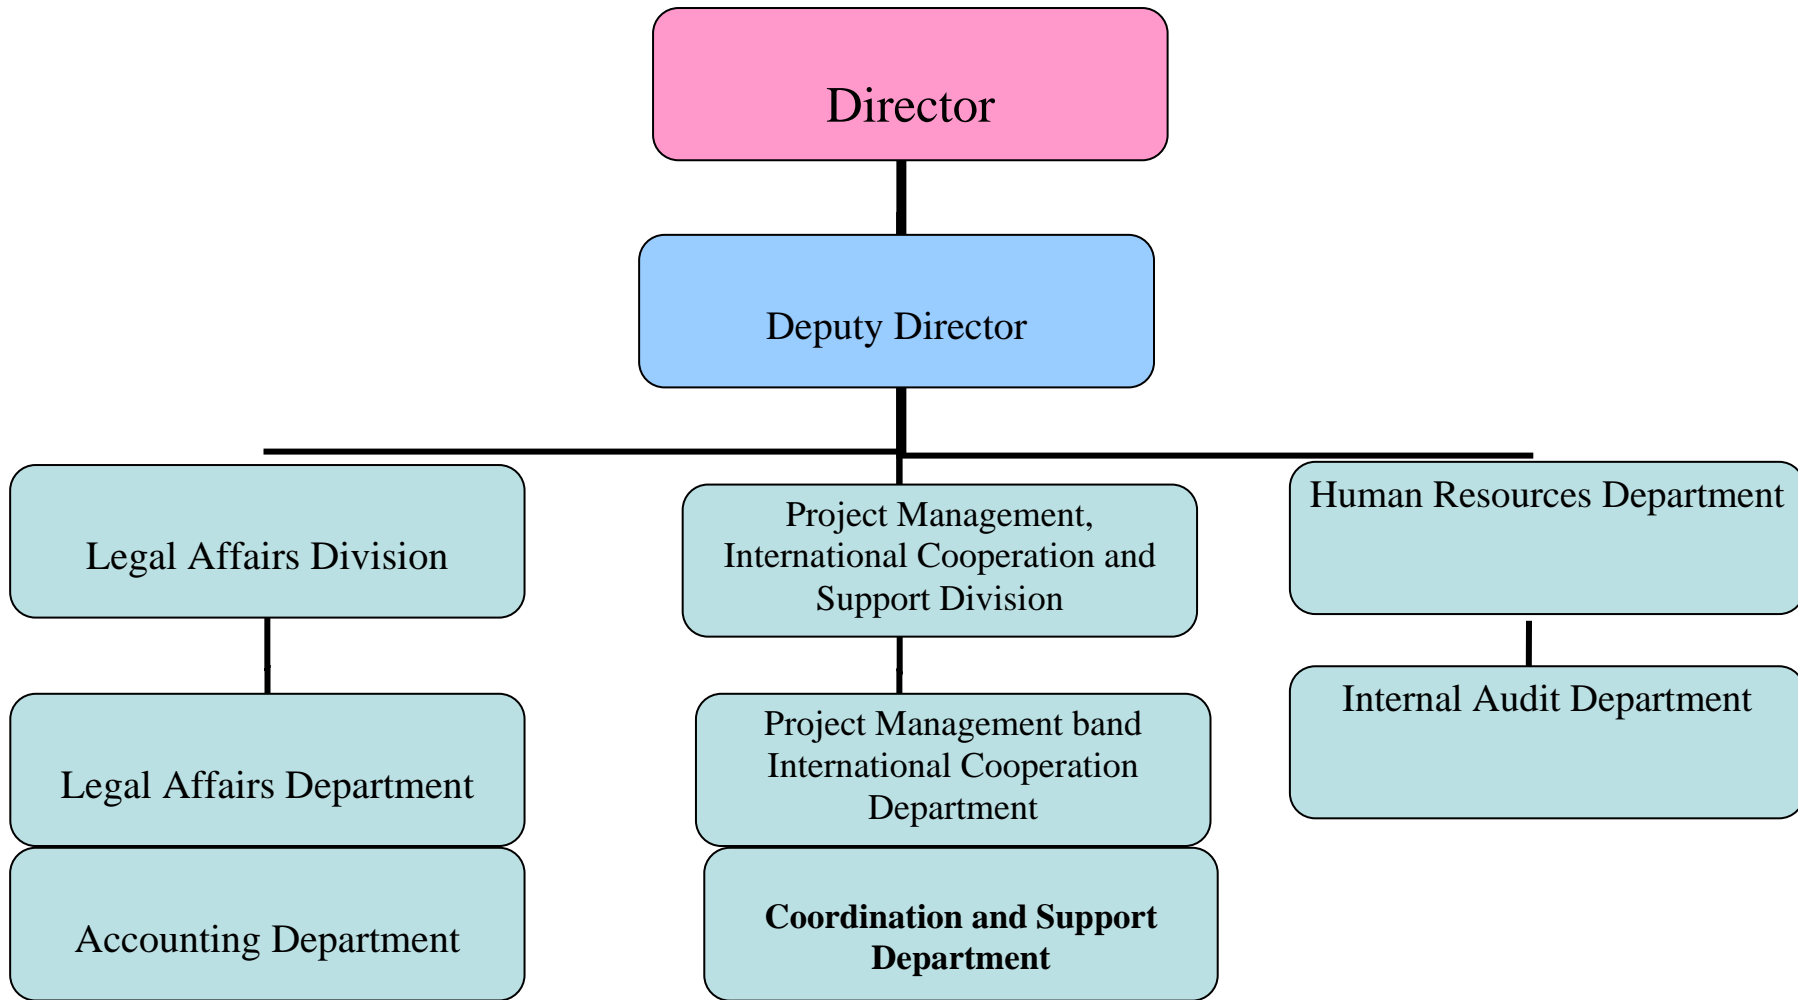 Director
Deputy Director
Legal Affairs Division
Project Management,
International Cooperation and
Support Division
Human Resources Department
Legal Affairs Department
Project Management band
International Cooperation
Department
Internal Audit Department
Accounting Department
Coordination and Support
Department